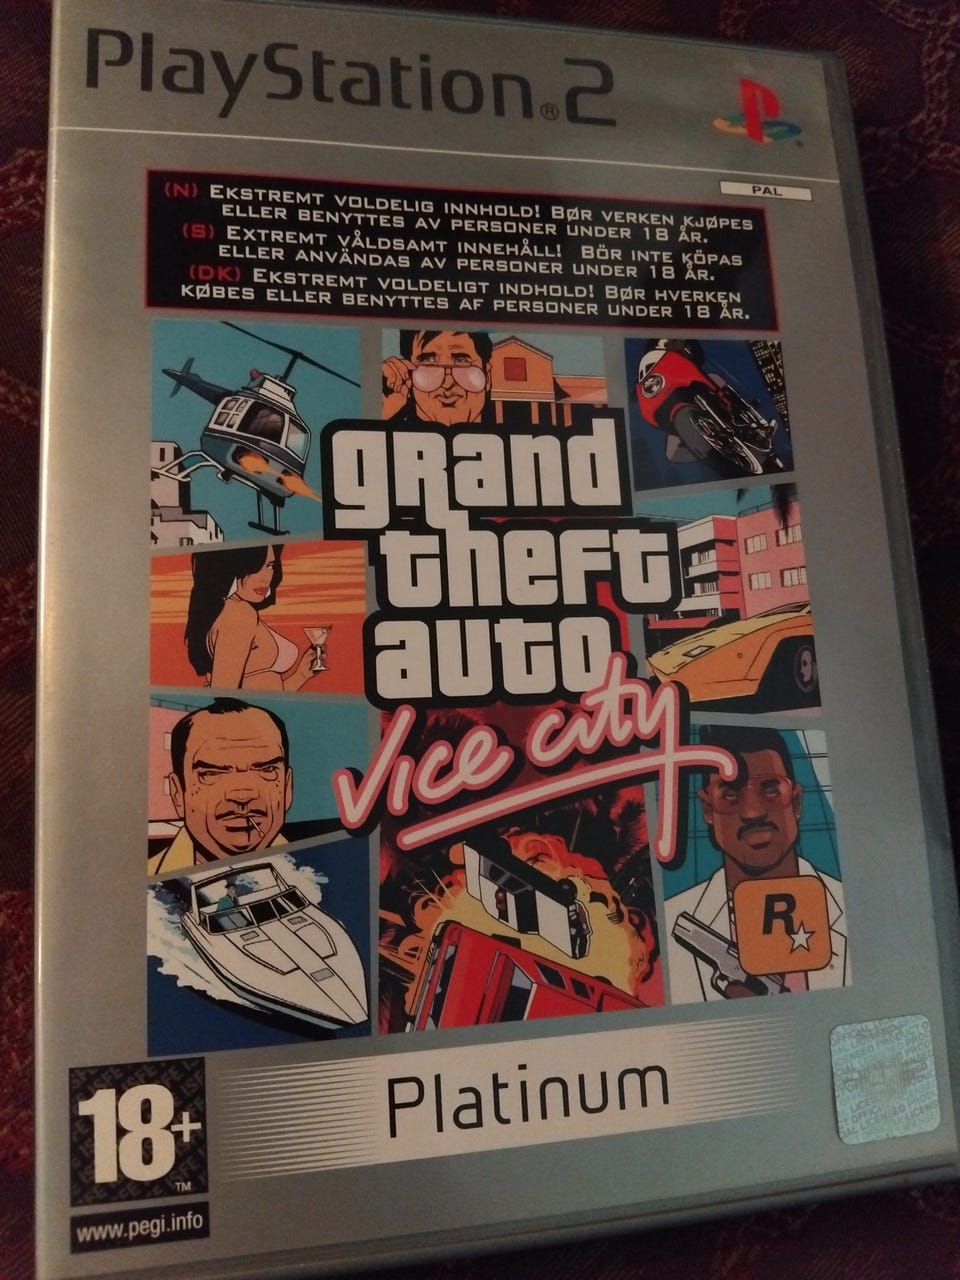 PlayStation®2
PAL
(N) EKSTREMT VOLDELIG INNHOLD! BØR VERKEN KJØPES
ELLER BENYTTES AV PERSONER UNDER 18 ÅR.
(S) EXTREMT VÅLDSAMT INNEHÅLL! BÖR INTE KÖPAS
ELLER ANVÄNDAS AV PERSONER UNDER 18 ÅR.
(DK) EKSTREMT VOLDELIGT INDHOLD! BØR HVERKEN
KØBES ELLER BENYTTES AF PERSONER UNDER 18 ÅR.
grand
theft
auto
Vice City
R
Platinum
18+
TM
www.pegi.info